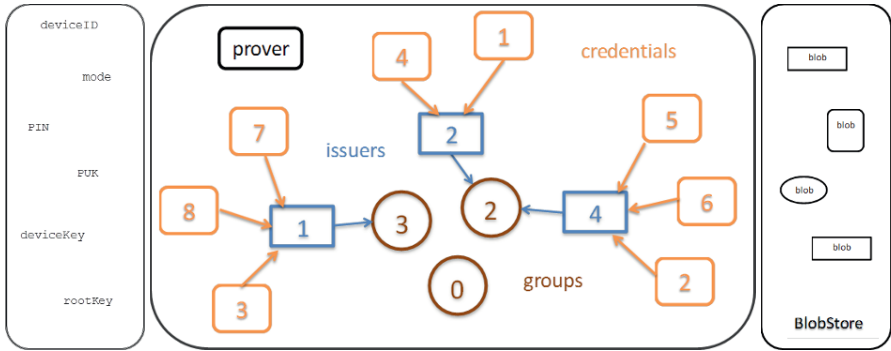 deviceID
mode
PIN
PUK
deviceKey
rootKey
prover
4
1
credentials
7
issuers
2
5
8
1
3
2
4
6
3
0
groups
2
blob
blob
blob
blob
BlobStore